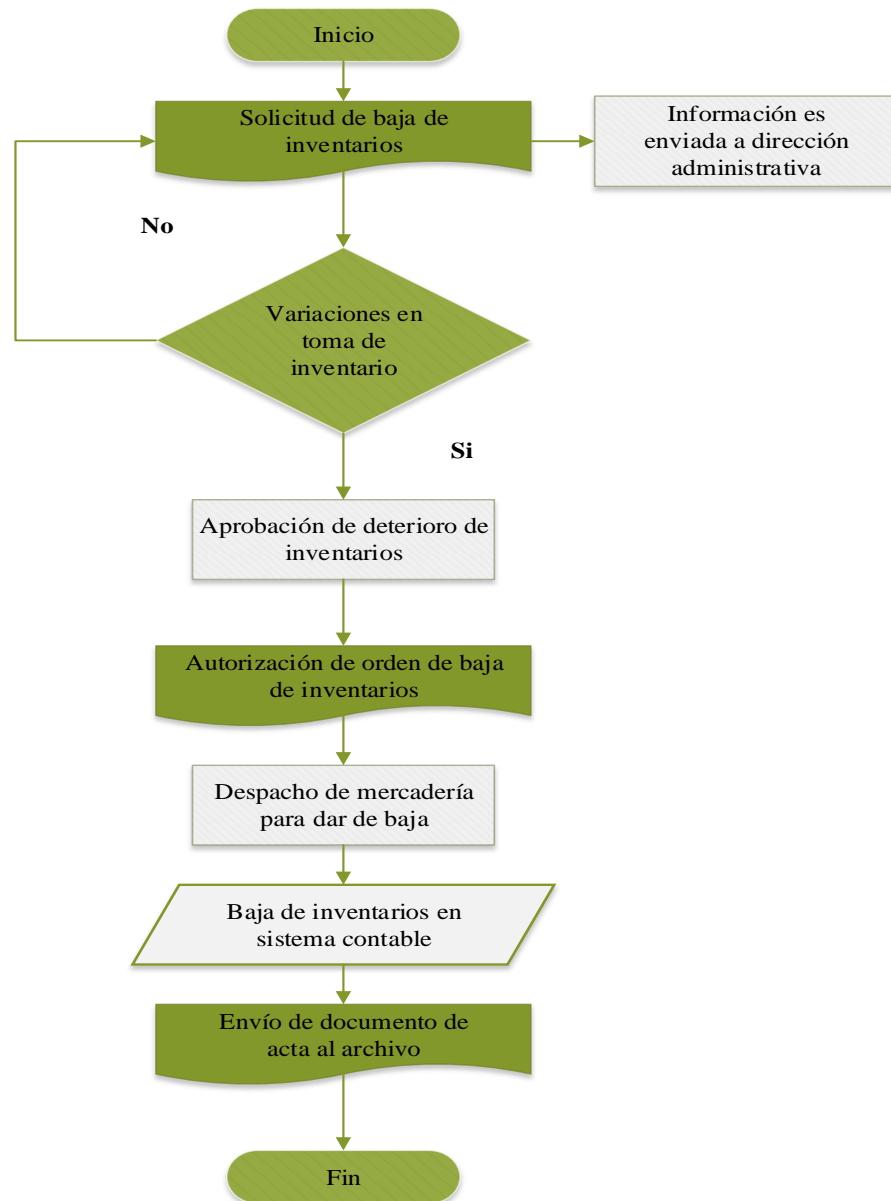 Inicio
Solicitud de baja de
inventarios
Información es
enviada a dirección
administrativa
No
Variaciones en
toma de
inventario
Si
Aprobación de deterioro de
inventarios
Autorización de orden de baja
de inventarios
Despacho de mercadería
para dar de baja
Baja de inventarios en
sistema contable
Envío de documento de
acta al archivo
Fin